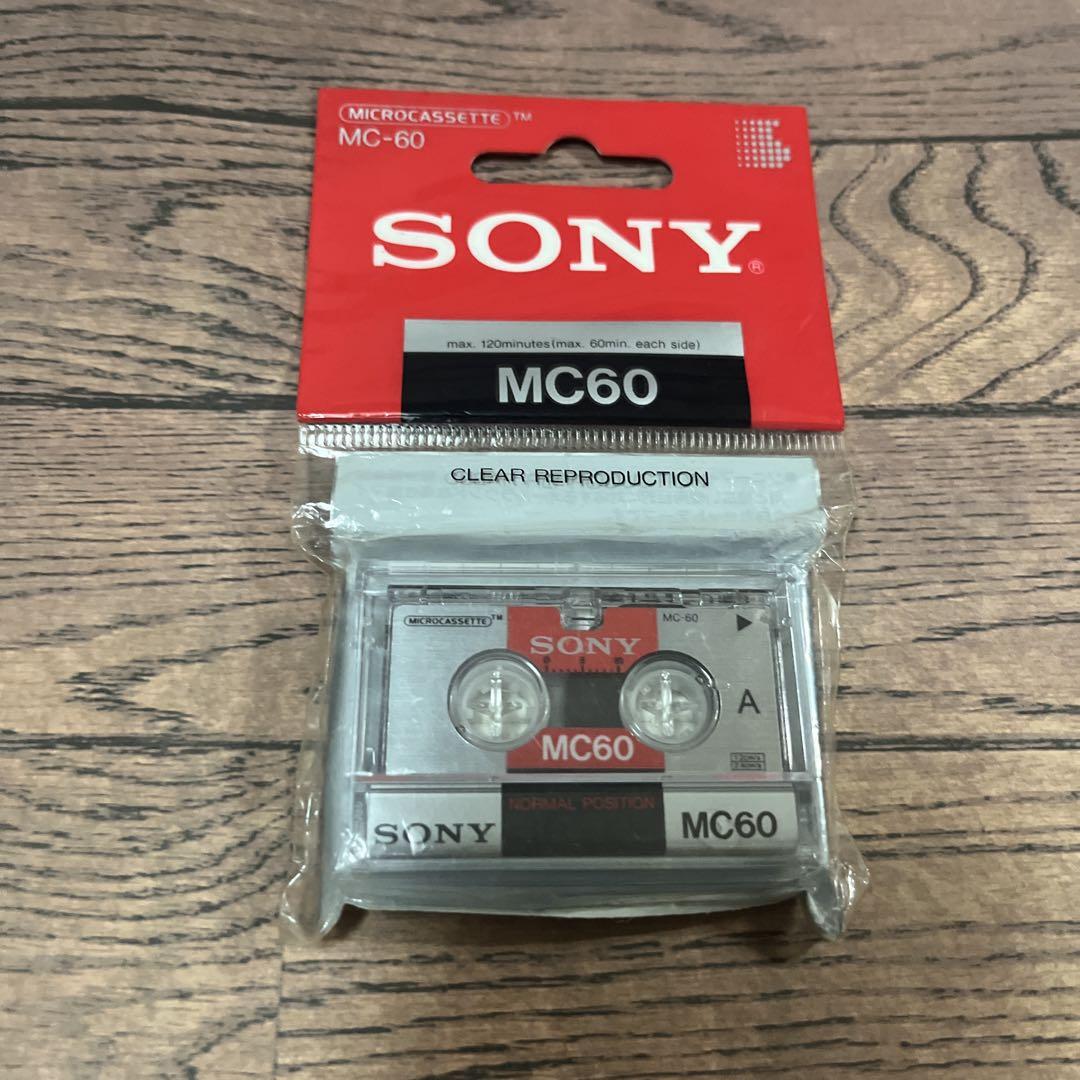 MICROCASSETTE™
MC-60
SONY®
max. 120minutes(max. 60min. each side)
MC60
CLEAR REPRODUCTION
MICROCASSETTE™
MC-60
SONY
A
MC60
NORMAL POSITION
SONY
MC60